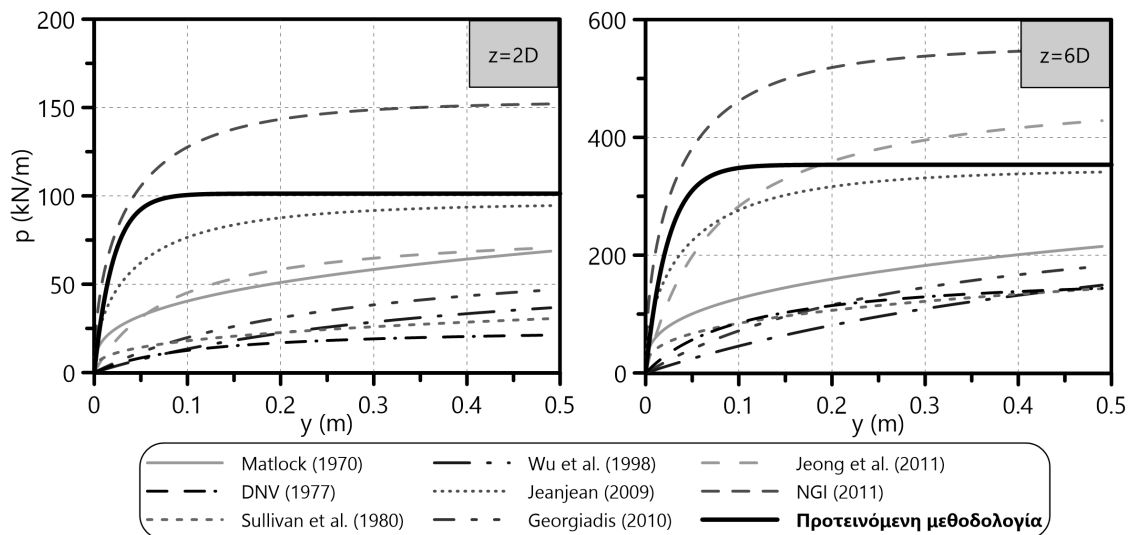 200
150
100
50
0
p (kN/m)
z=2D
0
0.1
0.2
0.3
0.4
0.5
y (m)
600
400
200
0
z=6D
0
0.1
0.2
0.3
0.4
0.5
y (m)
Matlock (1970)
Wu et al. (1998)
Jeong et al. (2011)
DNV (1977)
Jeanjean (2009)
NGI (2011)
Sullivan et al. (1980)
Georgiadis (2010)
Προτεινόμενη μεθοδολογία